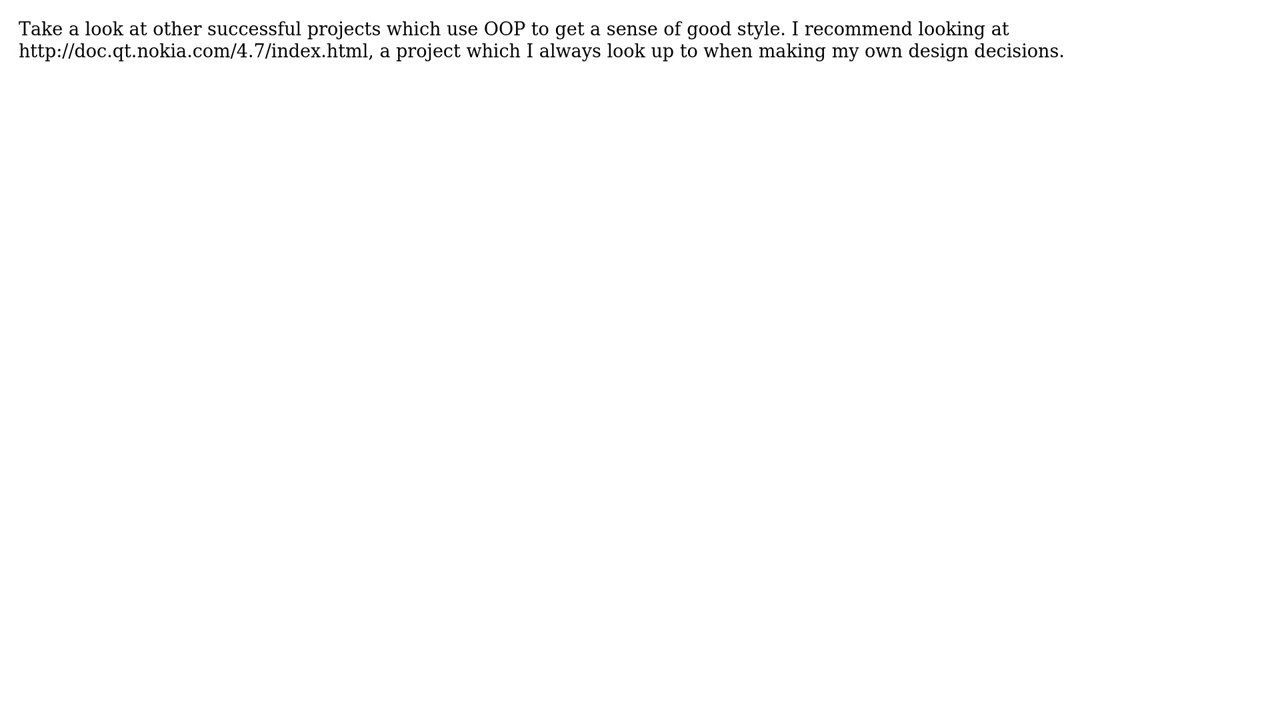 Take a look at other successful projects which use OOP to get a sense of good style. I recommend looking at
http://doc.qt.nokia.com/4.7/index.html, a project which I always look up to when making my own design decisions.